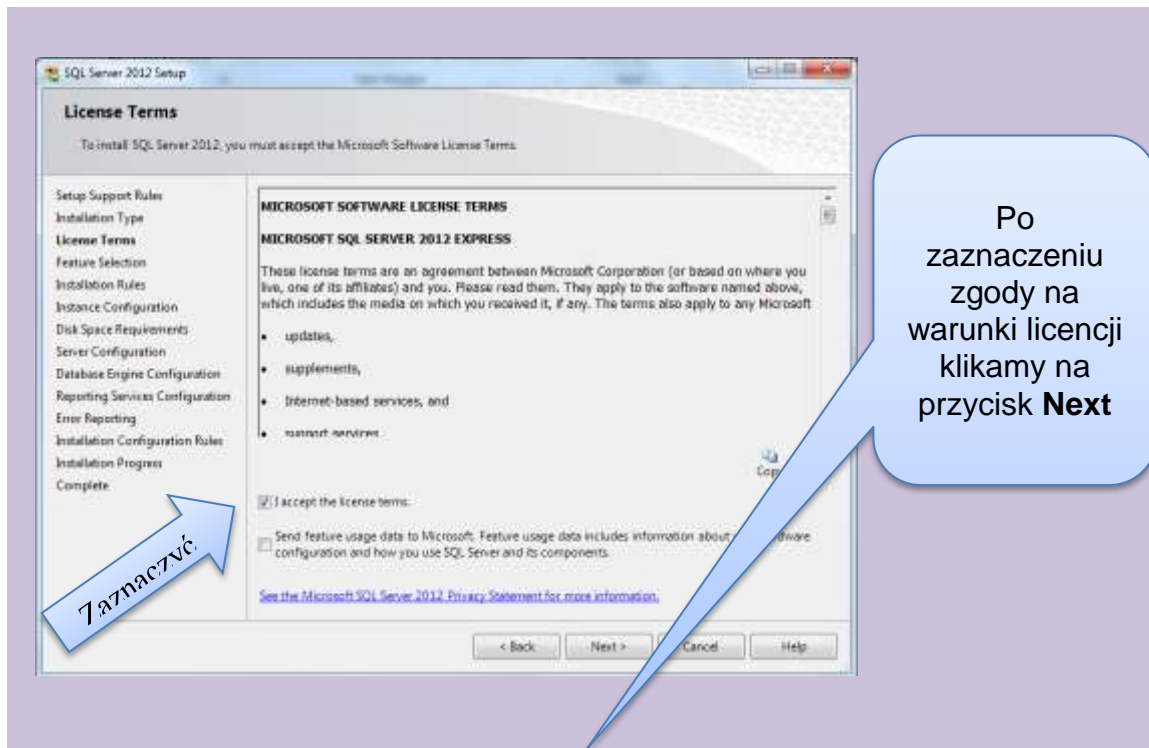 SQL Server 2012 Setup
License Terms
To install SQL Server 2012, you must accept the Microsoft Software License Terms.
Setup Support Rules
Installation Type
License Terms
Feature Selection
Installation Rules
Instance Configuration
Disk Space Requirements
Server Configuration
Database Engine Configuration
Reporting Services Configuration
Error Reporting
Installation Configuration Rules
Installation Progress
Complete
MICROSOFT SOFTWARE LICENSE TERMS
MICROSOFT SQL SERVER 2012 EXPRESS
These license terms are an agreement between Microsoft Corporation (or based on where you
live, one of its affiliates) and you. Please read them. They apply to the software named above,
which includes the media on which you received it, if any. The terms also apply to any Microsoft
• updates,
• supplements,
• Internet-based services, and
• support services
I accept the license terms.
Send feature usage data to Microsoft. Feature usage data includes information about
configuration and how you use SQL Server and its components.
See the Microsoft SQL Server 2012 Privacy Statement for more information.
< Back
Next >
Cancel
Help
Zaznaczyć
Po
zaznaczeniu
zgody na
warunki licencji
klikamy na
przycisk Next